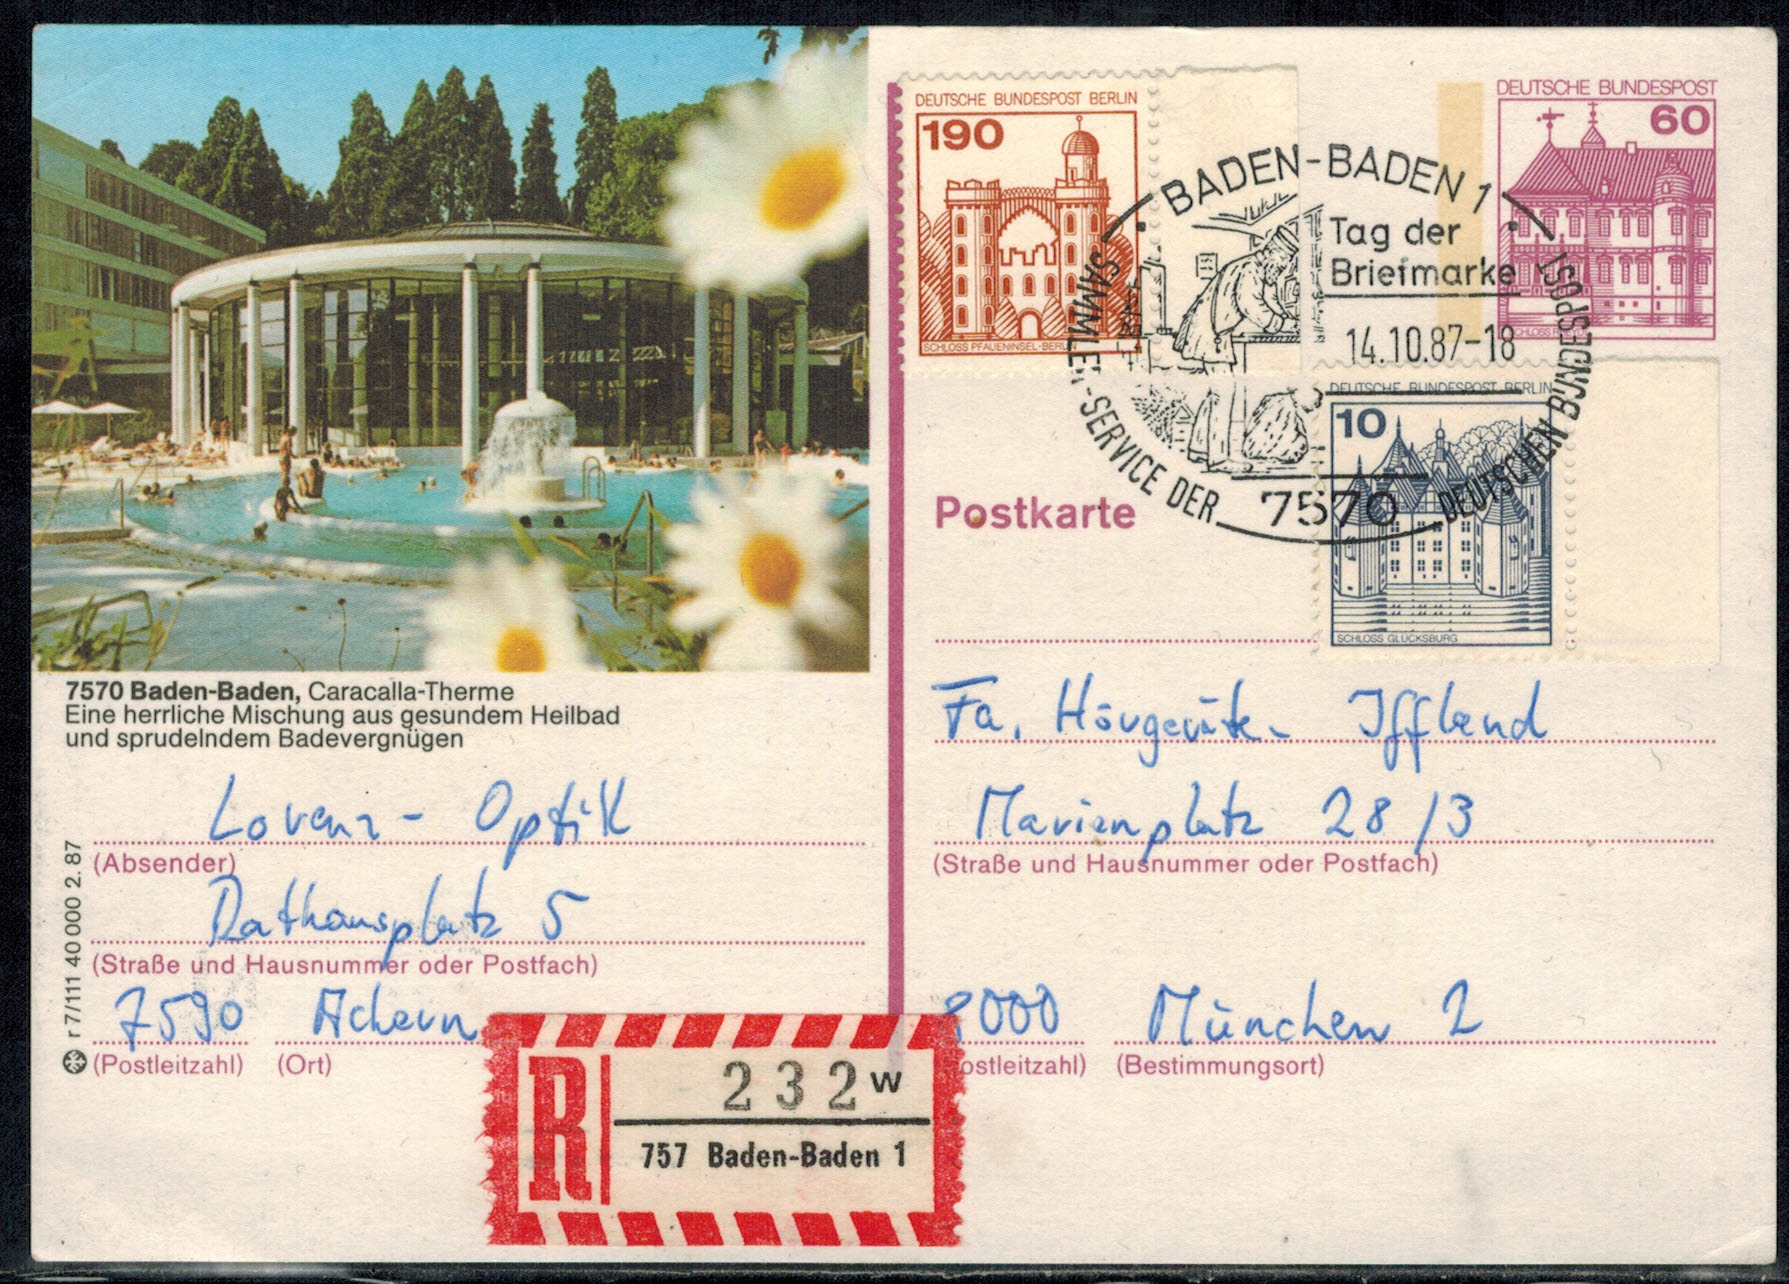 DEUTSCHE BUNDESPOST BERLIN
190
SCHLOSS PFAUENINSEL-BERLIN
DEUTSCHE BUNDESPOST
60
BADEN-BADEN 1
Tag der
Briefmarke
14.10.87-18
SAMMLER-SERVICE DER DEUTSCHEN BUNDESPOST
7570
DEUTSCHE BUNDESPOST BERLIN
10
SCHLOSS GLÜCKSBURG
Postkarte
7570 Baden-Baden, Caracalla-Therme
Eine herrliche Mischung aus gesundem Heilbad
und sprudelndem Badevergnügen
Lorenz-Optik
(Absender)
Rathausplatz 5
(Straße und Hausnummer oder Postfach)
7590 Achern
(Postleitzahl) (Ort)
r 7/111 40 000 2.87
Fa. Hörgeräte- Iffland
Marienplatz 28/3
(Straße und Hausnummer oder Postfach)
8000 München 2
ostleitzahl) (Bestimmungsort)
R
232 w
757 Baden-Baden 1